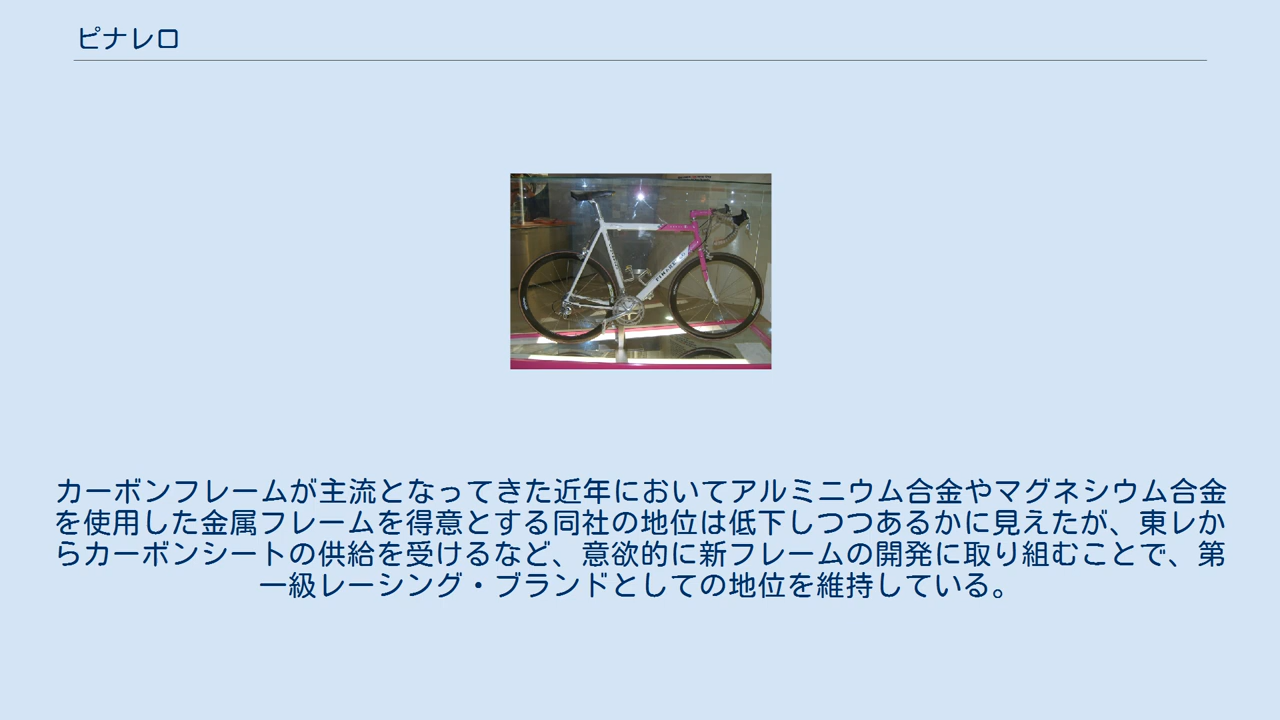 ピナレロ
カーボンフレームが主流となってきた近年においてアルミニウム合金やマグネシウム合金
を使用した金属フレームを得意とする同社の地位は低下しつつあるかに見えたが、東レか
らカーボンシートの供給を受けるなど、意欲的に新フレームの開発に取り組むことで、第
一級レーシング・ブランドとしての地位を維持している。